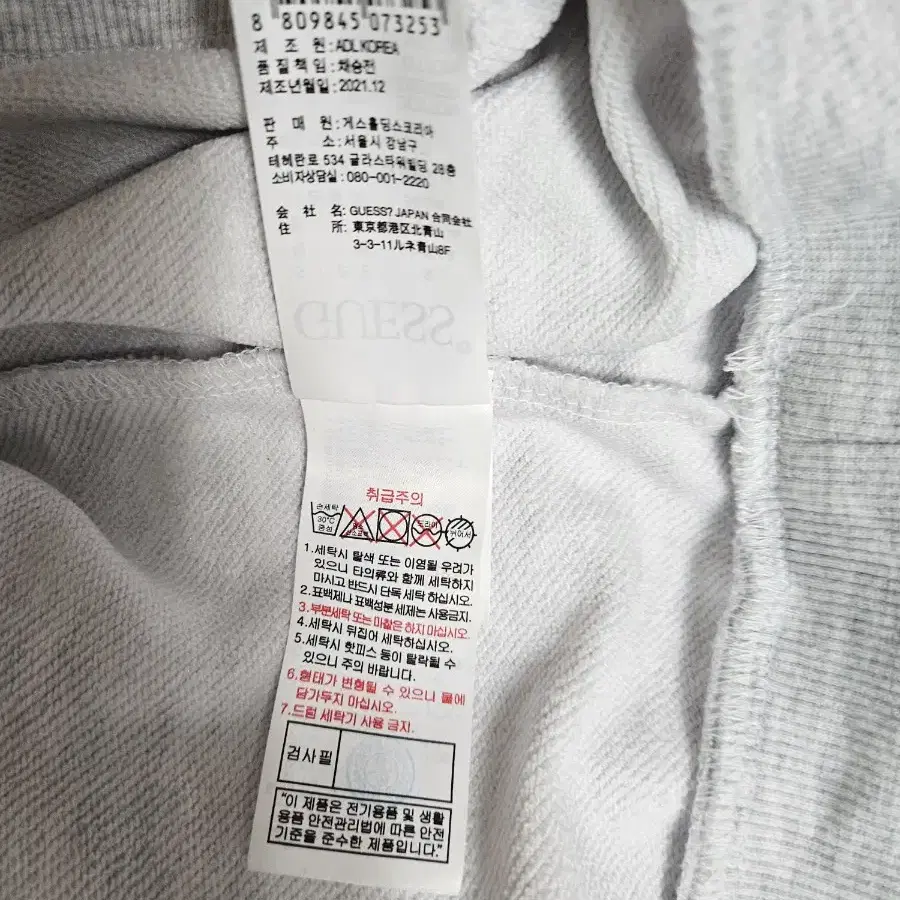 8 809845 073253
제 조 원 : ADL KOREA
품질책임 : 채승전
제조년월일 : 2021.12
판 매 원 : 게스홀딩스코리아
주 소 : 서울시 강남구
테헤란로 534 글라스타워빌딩 28층
소비자상담실 : 080-001-2220
会 社 名: GUESS? JAPAN 合同会社
住 所: 東京都港区北青山
3-3-11ルネ青山8F
GUESS
취급주의
손세탁
30°C
중성
드라이
뉘어서
1.세탁시 탈색 또는 이염될 우려가
있으니 타의류와 함께 세탁하지
마시고 반드시 단독 세탁 하십시오.
2.표백제나 표백성분 세제는 사용금지.
3.부분세탁 또는 마찰은 하지 마십시오.
4.세탁시 뒤집어 세탁하십시오.
5.세탁시 핫피스 등이 탈락될 수
있으니 주의 바랍니다.
6.형태가 변형될 수 있으니 물에
담가두지 마십시오.
7.드럼 세탁기 사용 금지.
검사필
"이 제품은 전기용품 및 생활
용품 안전관리법에 따른 안전
기준을 준수한 제품입니다."